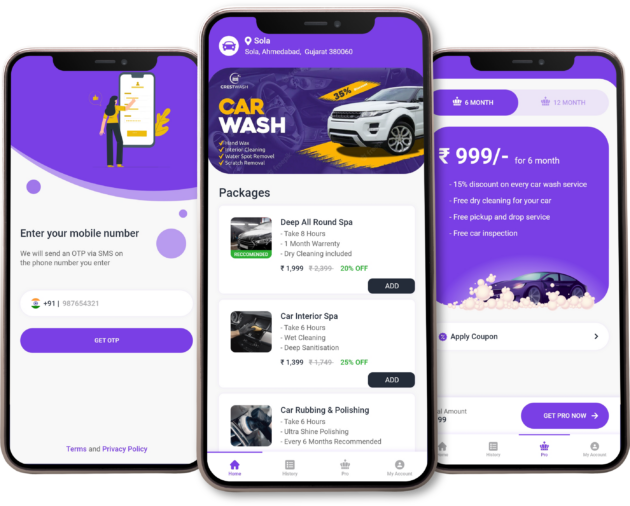 Enter your mobile number
We will send an OTP via SMS on
the phone number you enter
+91 | 987654321
GET OTP
Terms and Privacy Policy
Sola
Sola, Ahmedabad, Gujarat 380060
CRESTWASH
35%
CAR
WASH
Hand Wax
Interior Cleaning
Water Spot Removel
Scratch Removal
Packages
Deep All Round Spa
- Take 8 Hours
- 1 Month Warrenty
- Dry Cleaning included
RECCOMENDED
₹ 1,999 ₹ 2,399 20% OFF
ADD
Car Interior Spa
- Take 6 Hours
- Wet Cleaning
- Deep Sanitisation
₹ 1,399 ₹ 1,749 25% OFF
ADD
Car Rubbing & Polishing
- Take 6 Hours
- Ultra Shine Polishing
- Every 6 Months Recommended
Home History Pro My Account
6 MONTH
12 MONTH
₹ 999/- for 6 month
- 15% discount on every car wash service
- Free dry cleaning for your car
- Free pickup and drop service
- Free car inspection
Apply Coupon
al Amount
99
GET PRO NOW
ome History Pro My Account